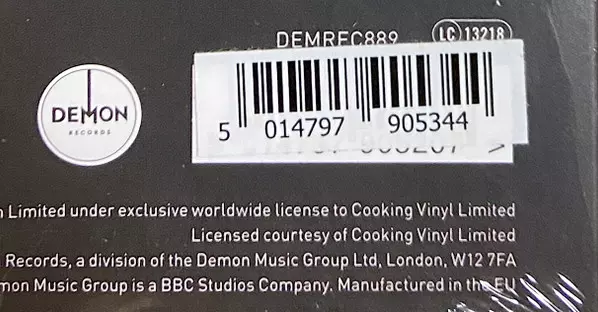 DEMREC889 LC 13218
DEMON
RECORDS
5 014797 905344
>
Limited under exclusive worldwide license to Cooking Vinyl Limited
Licensed courtesy of Cooking Vinyl Limited
Records, a division of the Demon Music Group Ltd, London, W12 7FA
mon Music Group is a BBC Studios Company. Manufactured in the EU